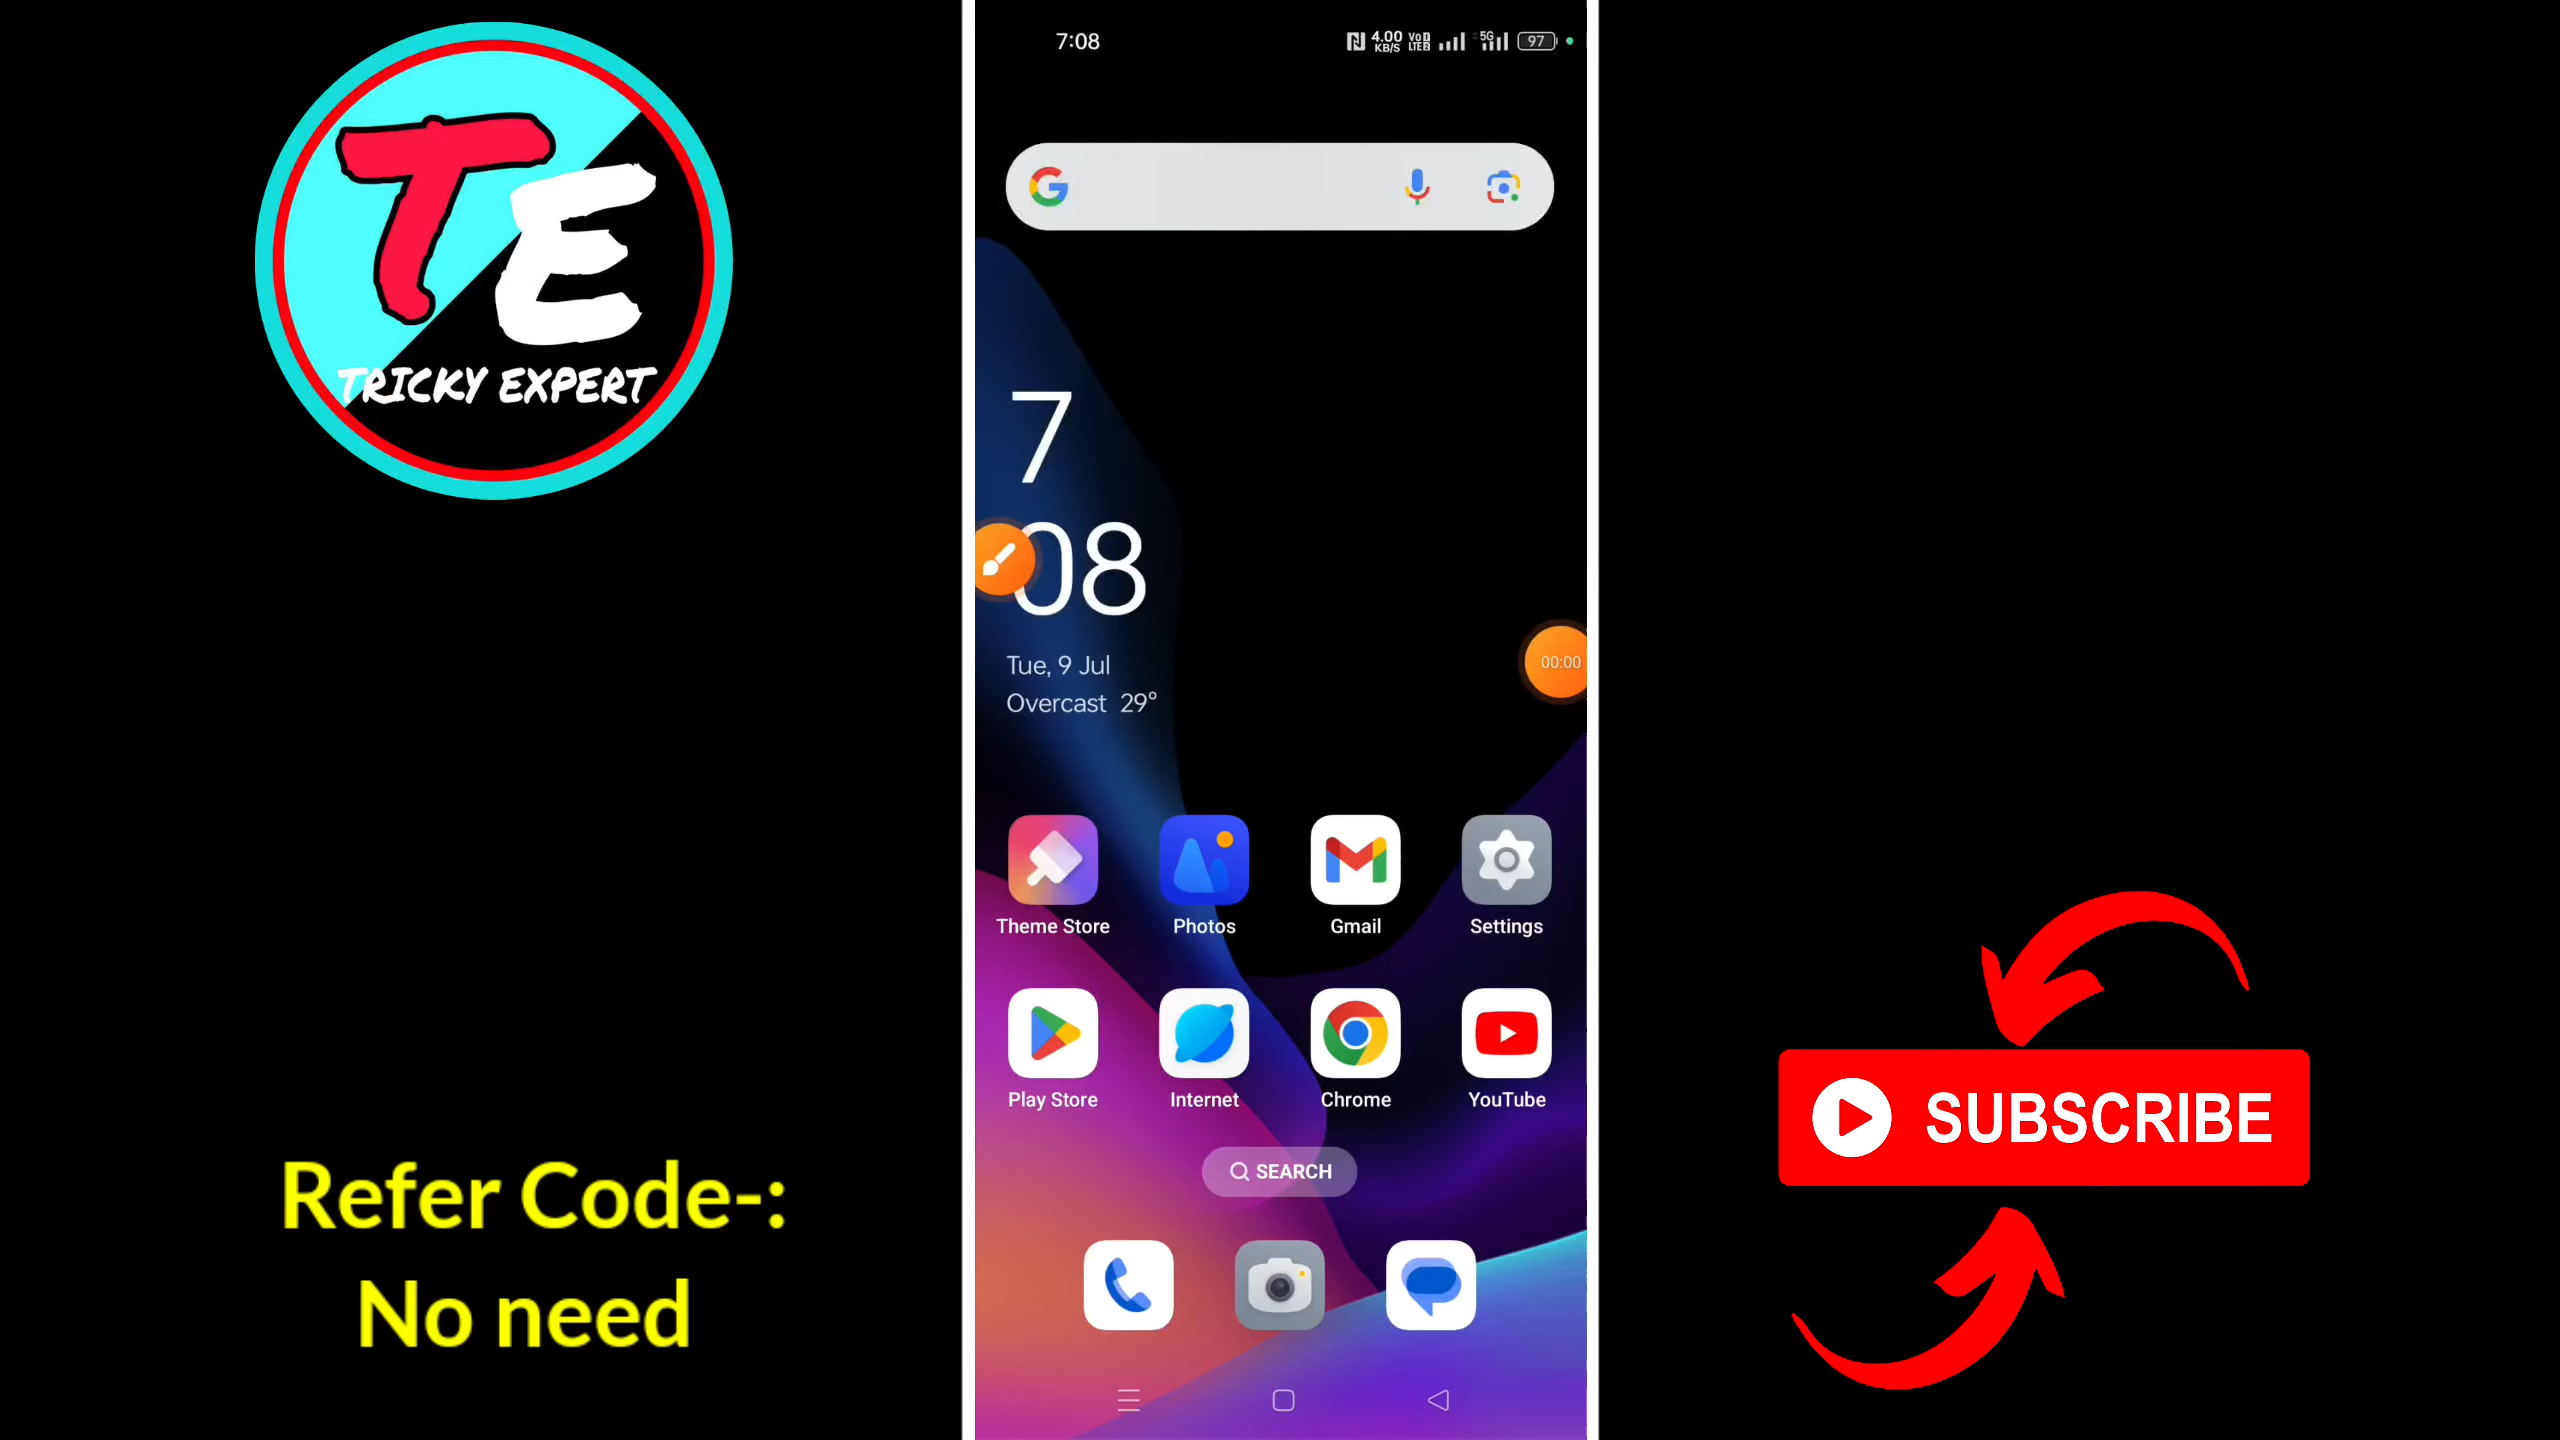 TE
TRICKY EXPERT
Refer Code-:
No need
7:08
4.00
KB/S
5G
97
7
08
Tue, 9 Jul
Overcast 29°
00:00
Theme Store
Photos
Gmail
Settings
Play Store
Internet
Chrome
YouTube
SEARCH
SUBSCRIBE